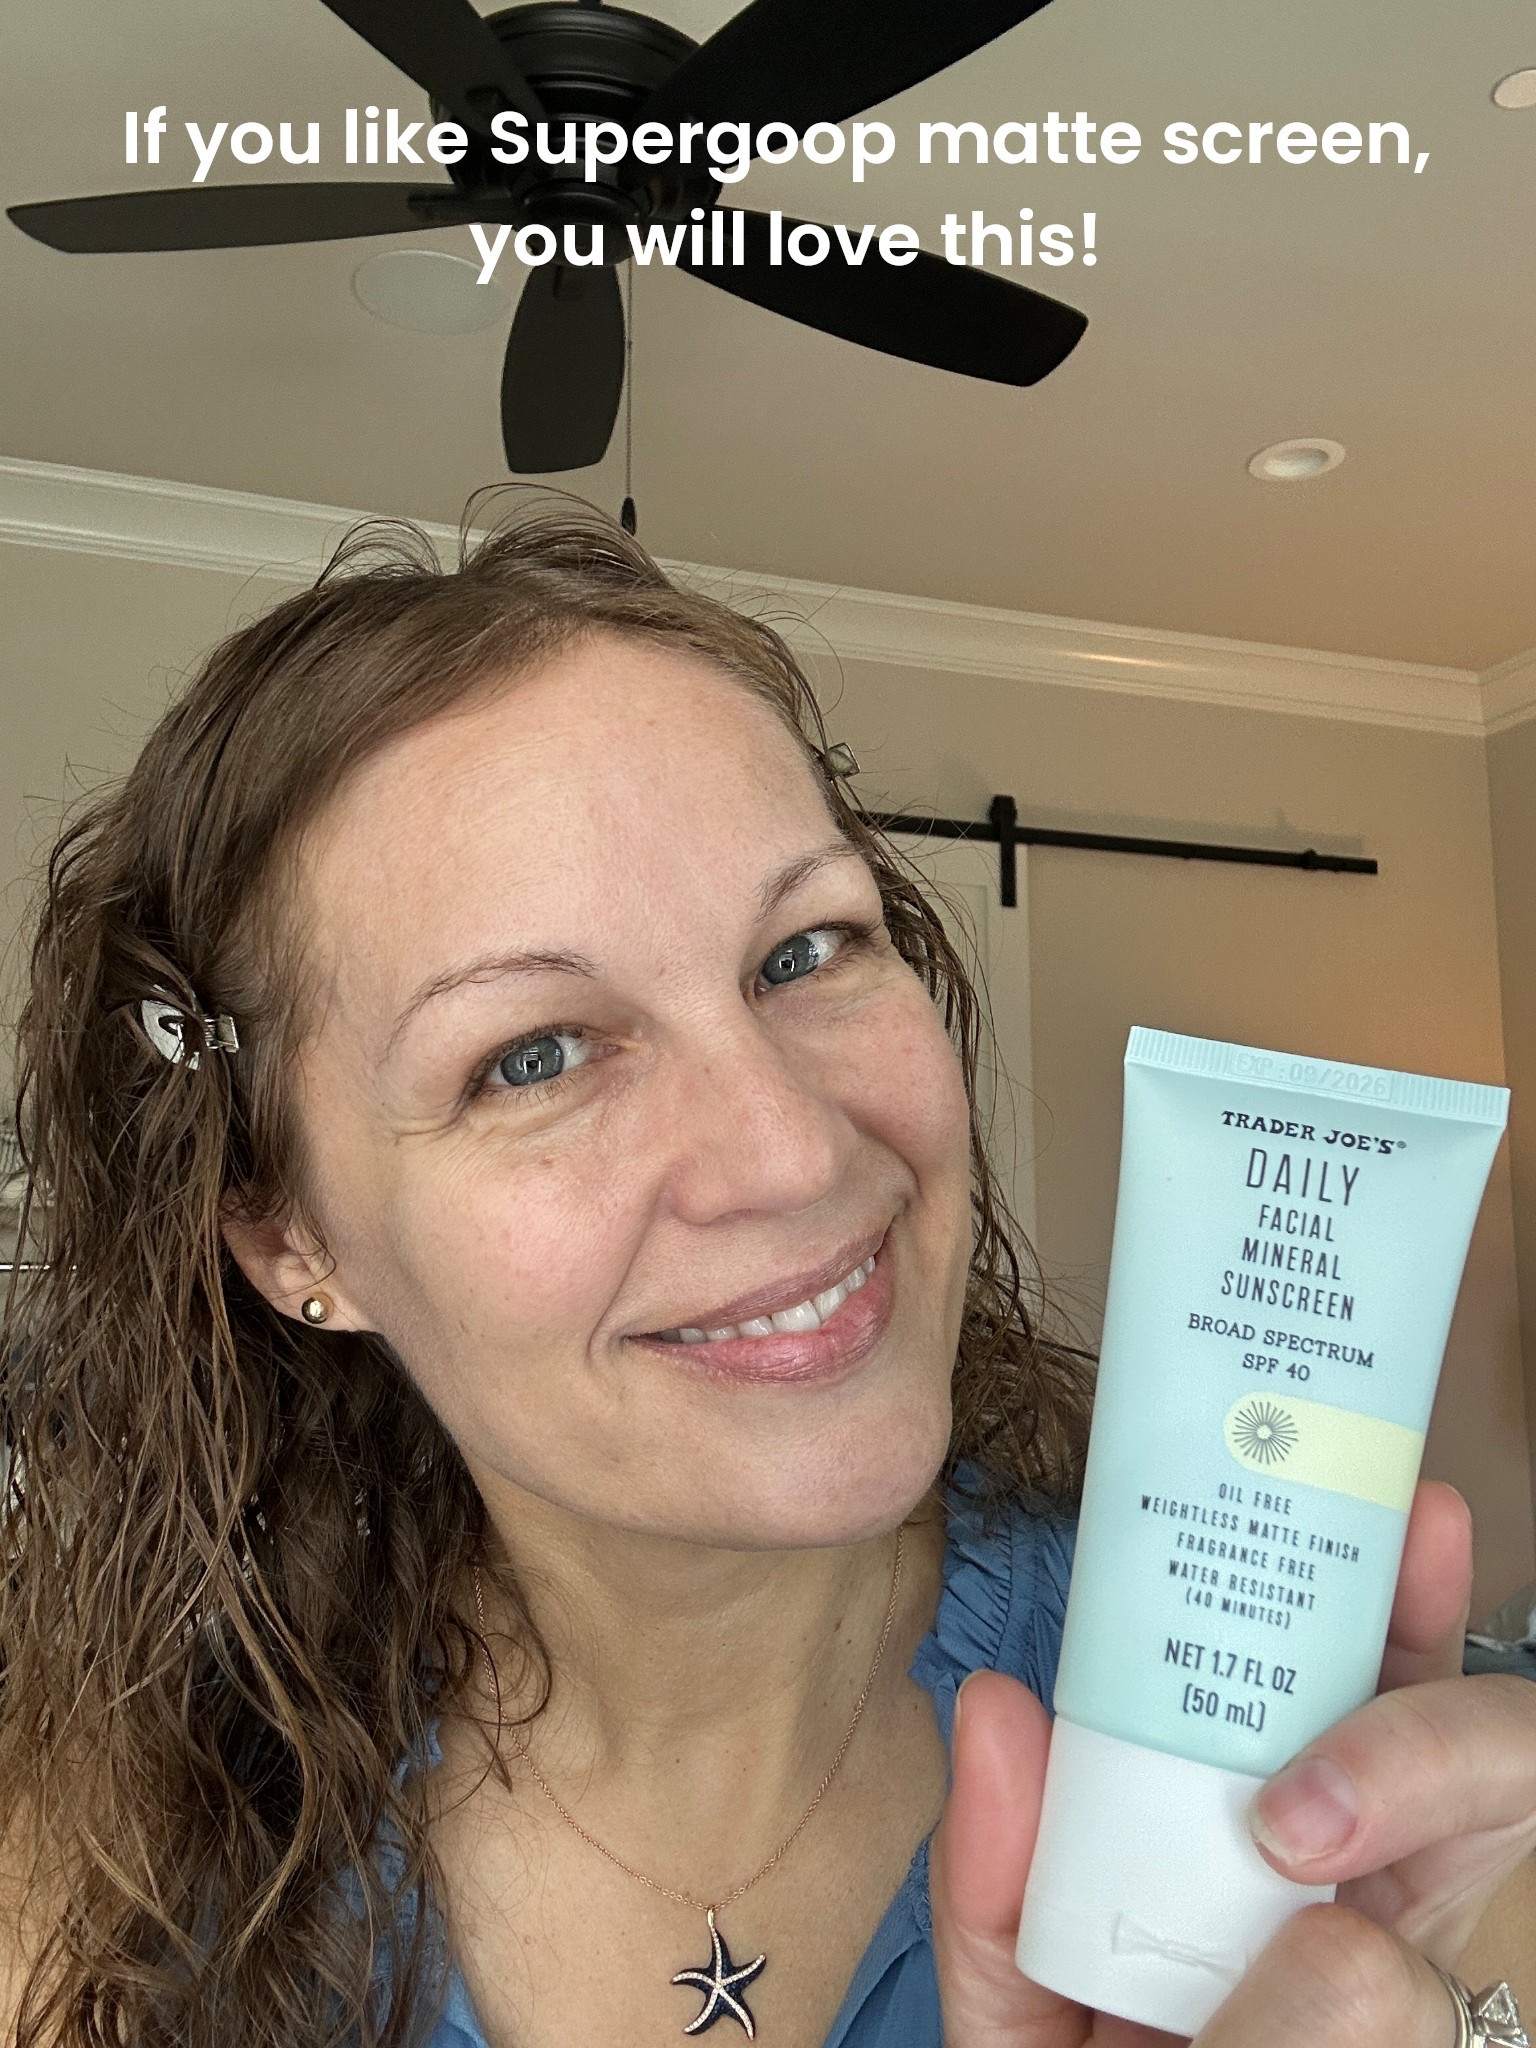 If you like Supergoop matte screen,
you will love this!
EXP:09/2026
TRADER JOE'S®
DAILY
FACIAL
MINERAL
SUNSCREEN
BROAD SPECTRUM
SPF 40
OIL FREE
WEIGHTLESS MATTE FINISH
FRAGRANCE FREE
WATER RESISTANT
(40 MINUTES)
NET 1.7 FL OZ
(50 mL)